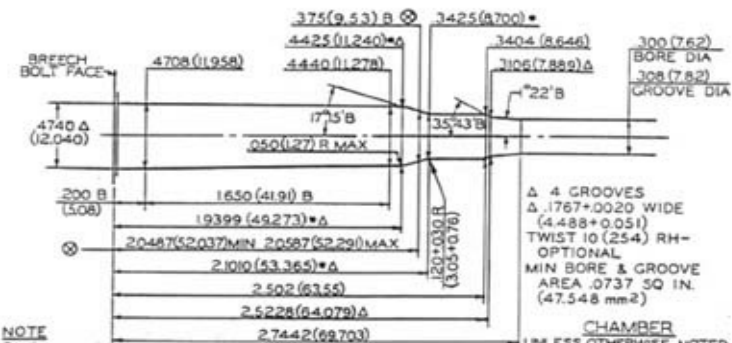 .375(9,53) B ⊗
.3425(8,700)*
.4425(11,240)*Δ
.3404 (8.646)
.300 (7.62)
BORE DIA
BREECH
BOLT FACE
.4708(11.958)
.4440(11.278)
.3106(7.889)Δ
1°22'B
.308 (7.82)
GROOVE DIA
17°15'B
35°43'B
.4740 Δ
(12.040)
.050(1.27) R MAX
.200 B
(5.08)
1.650 (41.91) B
1.9399 (49.273)*Δ
⊗ 2.0487(52.037)MIN 2.0587(52.291)MAX
2.1010 (53.365)*Δ
.120+.030 R
(3.05+0.76)
2.502(63.55)
2.5228(64.079)Δ
2.7442(69.703)
Δ 4 GROOVES
Δ .1767+.0020 WIDE
(4.488+0.051)
TWIST 10 (254) RH-
OPTIONAL
MIN BORE & GROOVE
AREA .0737 SQ IN.
(47.548 mm2)
NOTE
CHAMBER
UNLESS OTHERWISE NOTED